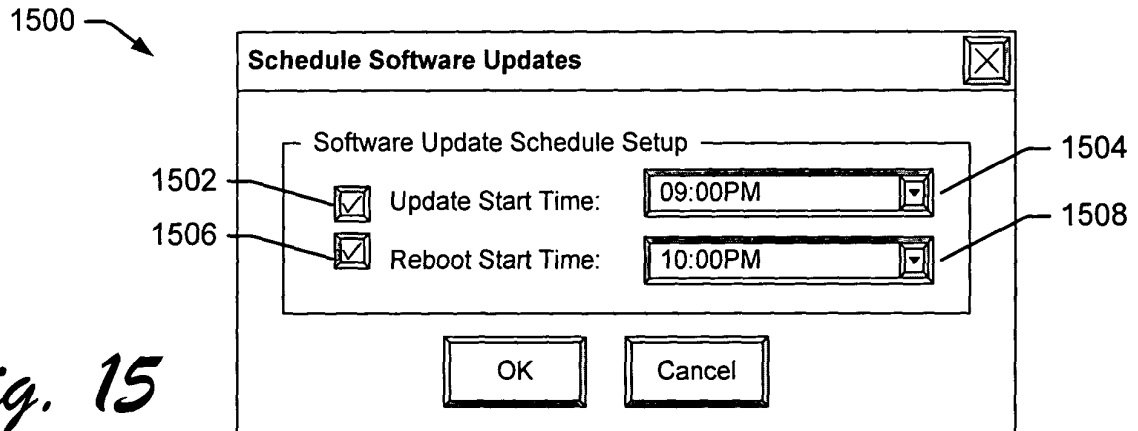 1500
Schedule Software Updates
Software Update Schedule Setup
1502
Update Start Time:
09:00PM
1504
1506
Reboot Start Time:
10:00PM
1508
OK
Cancel
ig. 15